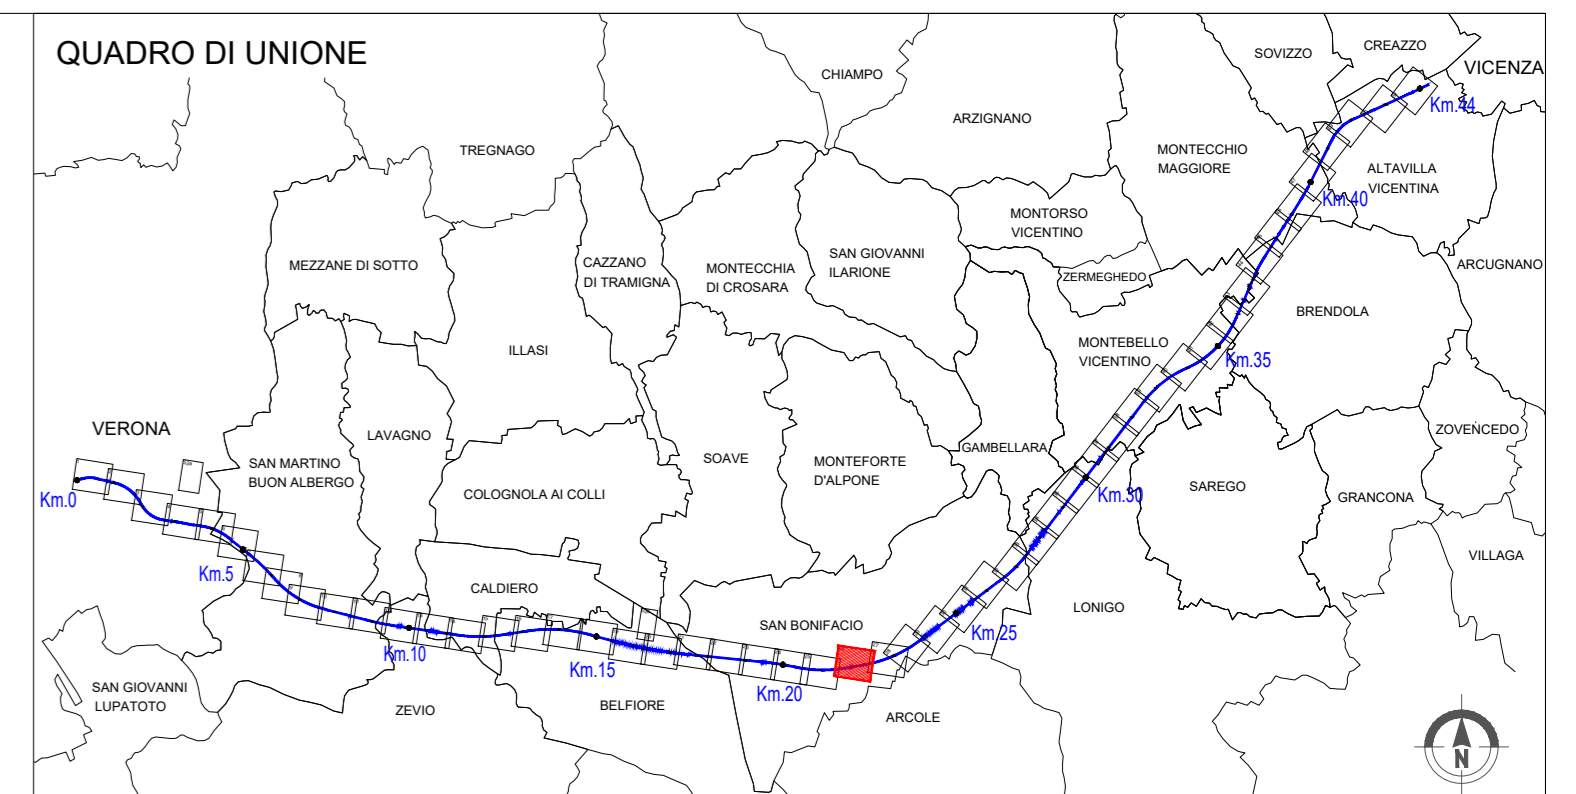 QUADRO DI UNIONE
CHIAMPO
SOVIZZO
CREAZZO
VICENZA
Km.44
ARZIGNANO
TREGNAGO
MONTECCHIO
MAGGIORE
ALTAVILLA
VICENTINA
Km.40
MONTORSO
VICENTINO
MEZZANE DI SOTTO
CAZZANO
DI TRAMIGNA
MONTECCHIA
DI CROSARA
SAN GIOVANNI
ILARIONE
ZERMEGHEDO
ARCUGNANO
BRENDOLA
ILLASI
MONTEBELLO
VICENTINO
Km.35
VERONA
LAVAGNO
SAN MARTINO
BUON ALBERGO
SOAVE
MONTEFORTE
D'ALPONE
GAMBELLARA
ZOVENCEDO
Km.0
COLOGNOLA AI COLLI
Km.30
SAREGO
GRANCONA
VILLAGA
Km.5
CALDIERO
LONIGO
SAN BONIFACIO
Km.25
Km.10
Km.15
Km.20
SAN GIOVANNI
LUPATOTO
ZEVIO
BELFIORE
ARCOLE
N